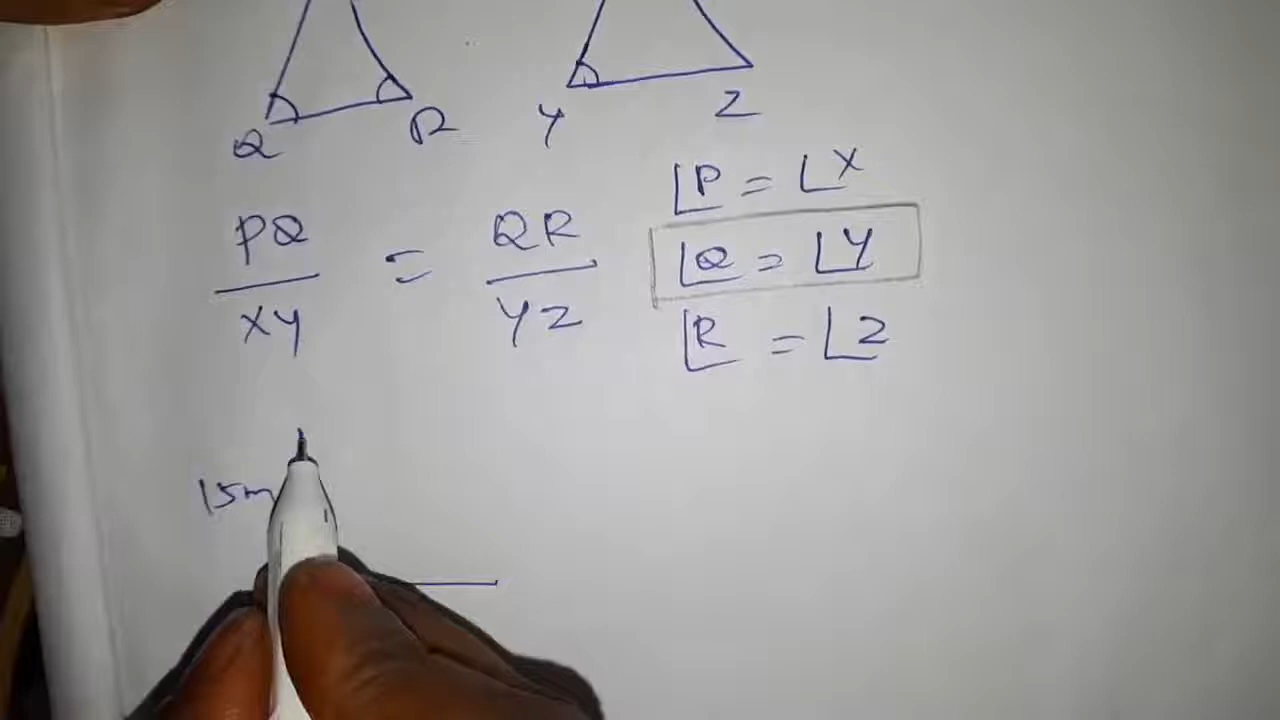 Q R Y Z
∠P = ∠X
PQ/XY = QR/YZ
∠Q = ∠Y
∠R = ∠Z
15m